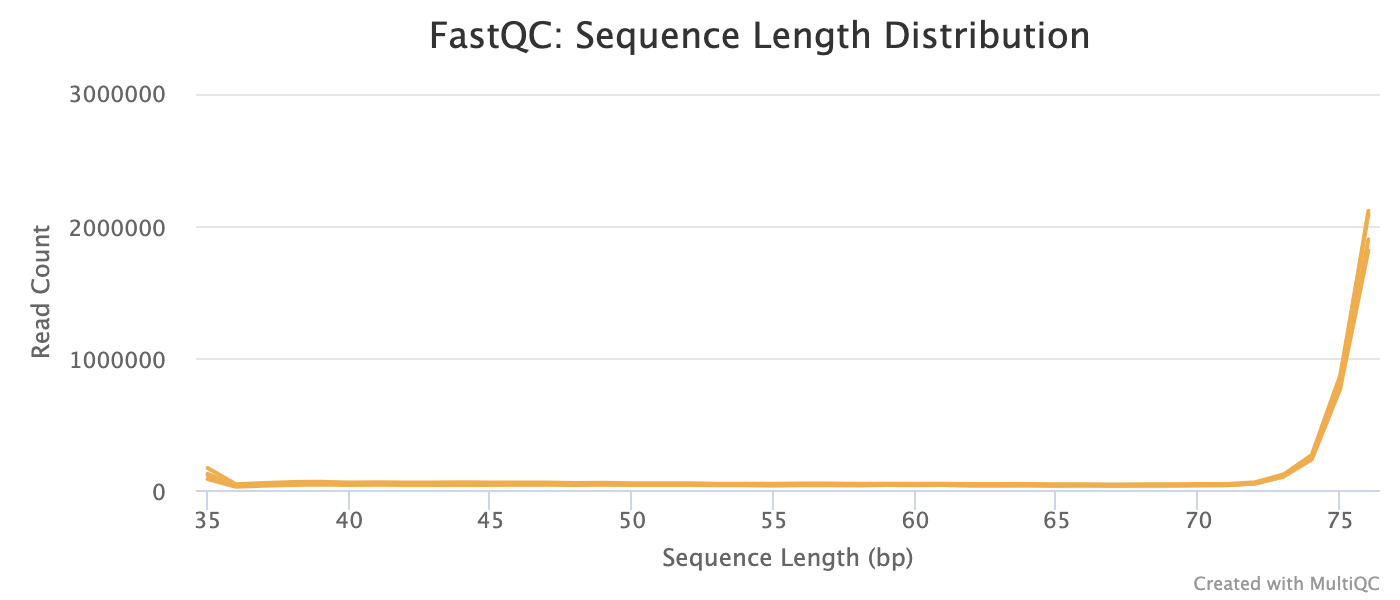 FastQC: Sequence Length Distribution
3000000
2000000
1000000
0
Read Count
35 40 45 50 55 60 65 70 75
Sequence Length (bp)
Created with MultiQC